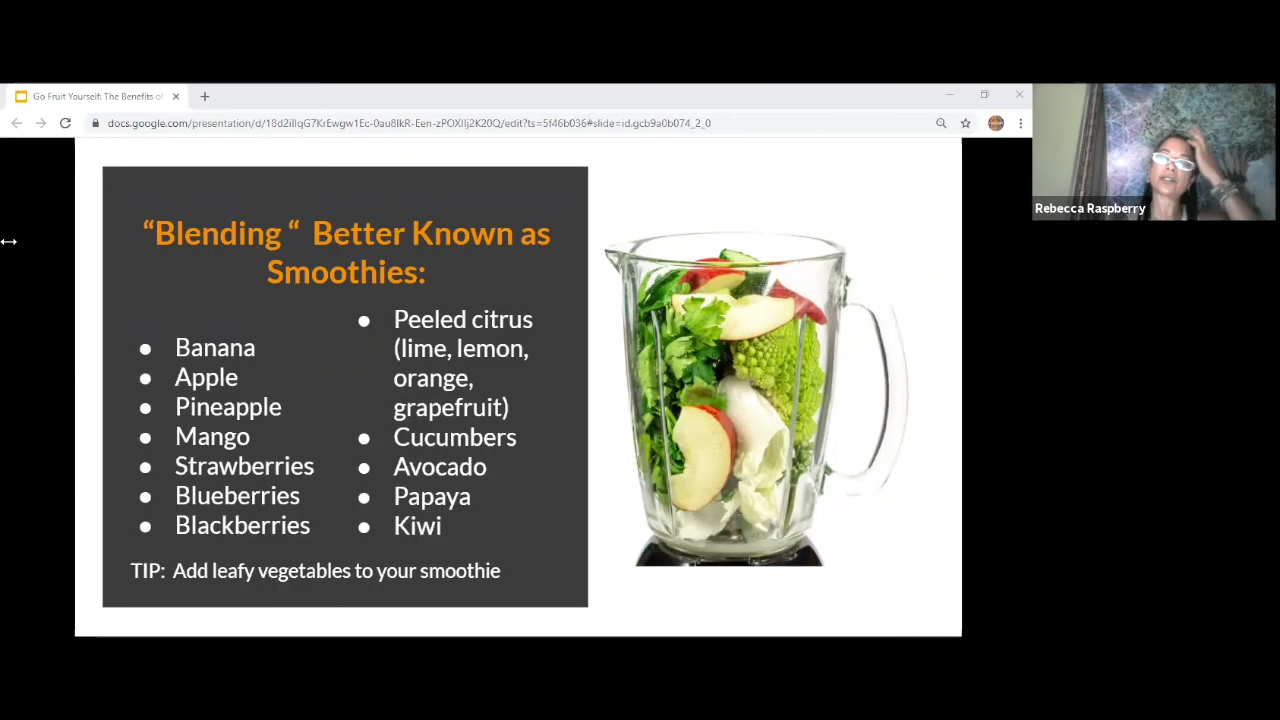 Go Fruit Yourself: The Benefits of
docs.google.com/presentation/d/18d2iIlqG7KrEwgw1Ec-0au8lkR-Een-zPOXIlj2K20Q/edit?ts=5f46b036#slide=id.gcb9a0b074_2_0
Rebecca Raspberry
“Blending “ Better Known as
Smoothies:
● Banana
● Apple
● Pineapple
● Mango
● Strawberries
● Blueberries
● Blackberries
● Peeled citrus
(lime, lemon,
orange,
grapefruit)
● Cucumbers
● Avocado
● Papaya
● Kiwi
TIP: Add leafy vegetables to your smoothie